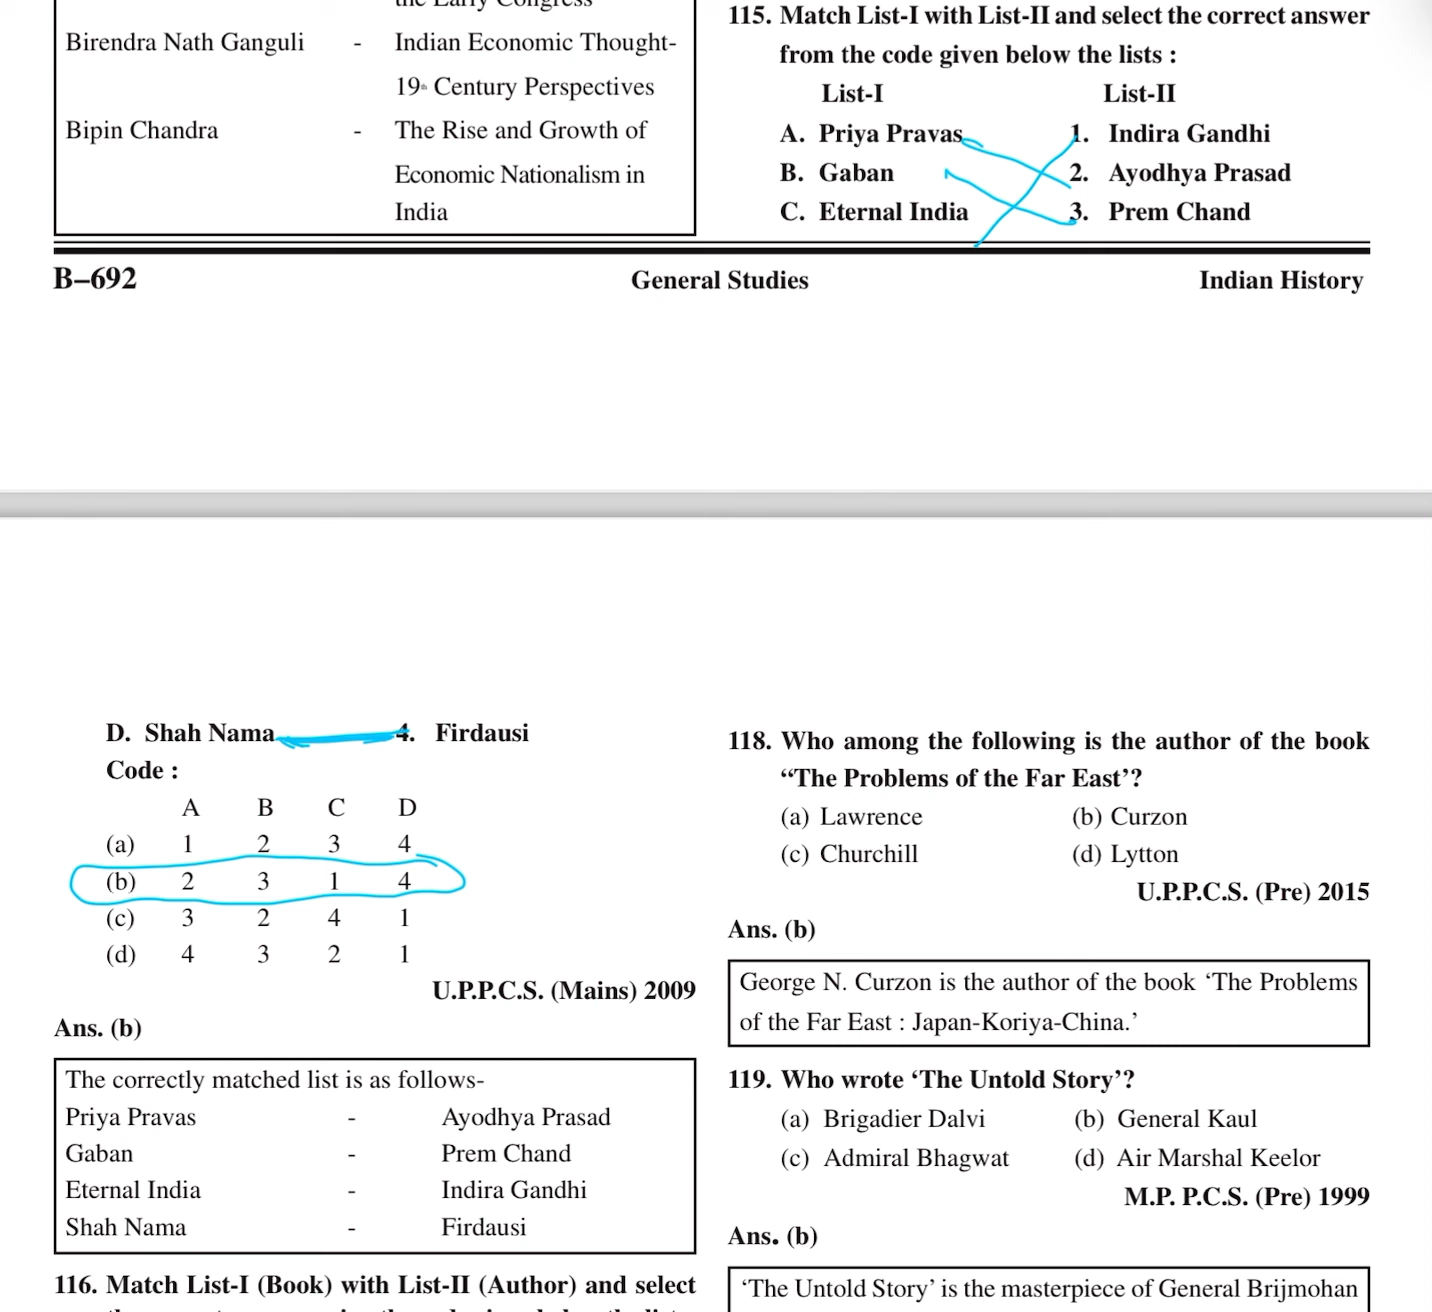 Birendra Nath Ganguli - Indian Economic Thought-
19th Century Perspectives
Bipin Chandra - The Rise and Growth of
Economic Nationalism in
India
115. Match List-I with List-II and select the correct answer
from the code given below the lists :
List-I List-II
A. Priya Pravas 1. Indira Gandhi
B. Gaban 2. Ayodhya Prasad
C. Eternal India 3. Prem Chand
B–692 General Studies Indian History
D. Shah Nama 4. Firdausi
Code :
A B C D
(a) 1 2 3 4
(b) 2 3 1 4
(c) 3 2 4 1
(d) 4 3 2 1
U.P.P.C.S. (Mains) 2009
Ans. (b)
The correctly matched list is as follows-
Priya Pravas - Ayodhya Prasad
Gaban - Prem Chand
Eternal India - Indira Gandhi
Shah Nama - Firdausi
116. Match List-I (Book) with List-II (Author) and select
118. Who among the following is the author of the book
“The Problems of the Far East’?
(a) Lawrence (b) Curzon
(c) Churchill (d) Lytton
U.P.P.C.S. (Pre) 2015
Ans. (b)
George N. Curzon is the author of the book ‘The Problems
of the Far East : Japan-Koriya-China.’
119. Who wrote ‘The Untold Story’?
(a) Brigadier Dalvi (b) General Kaul
(c) Admiral Bhagwat (d) Air Marshal Keelor
M.P. P.C.S. (Pre) 1999
Ans. (b)
‘The Untold Story’ is the masterpiece of General Brijmohan